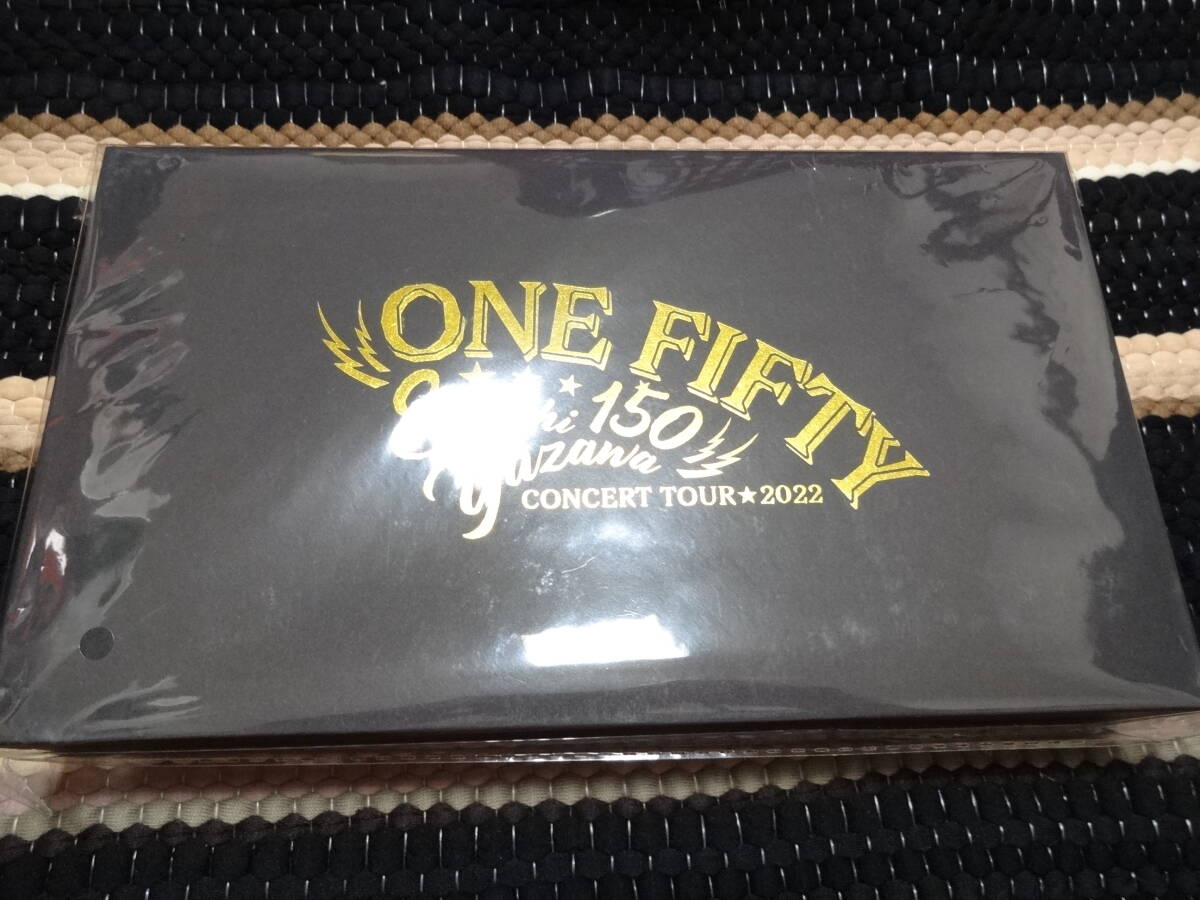 ONE FIFTY
150
Yazawa
CONCERT TOUR★2022